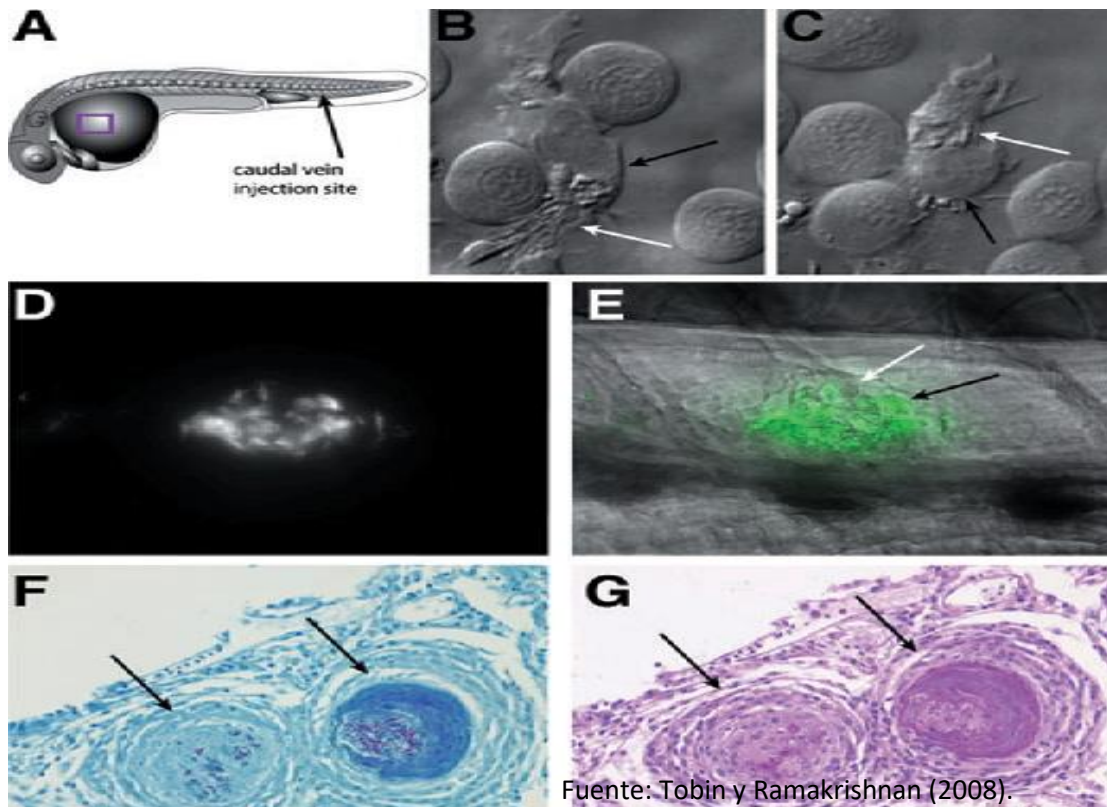 A
B
C
caudal vein
injection site
D
E
F
G
Fuente: Tobin y Ramakrishnan (2008).